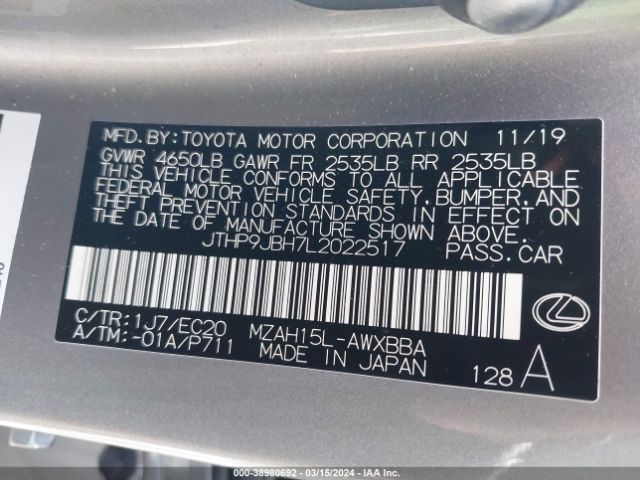 MFD. BY: TOYOTA MOTOR CORPORATION 11/19
GVWR 4650LB GAWR FR 2535LB RR 2535LB
THIS VEHICLE CONFORMS TO ALL APPLICABLE
FEDERAL MOTOR VEHICLE SAFETY, BUMPER, AND
THEFT PREVENTION STANDARDS IN EFFECT ON
THE DATE OF MANUFACTURE SHOWN ABOVE.
JTHP9JBH7L2022517 PASS. CAR
C/TR: 1J7/EC20 MZAH15L-AWXBBA
A/TM: -01A/P711 MADE IN JAPAN
128 A
000-38980692 - 03/15/2024 - IAA Inc.